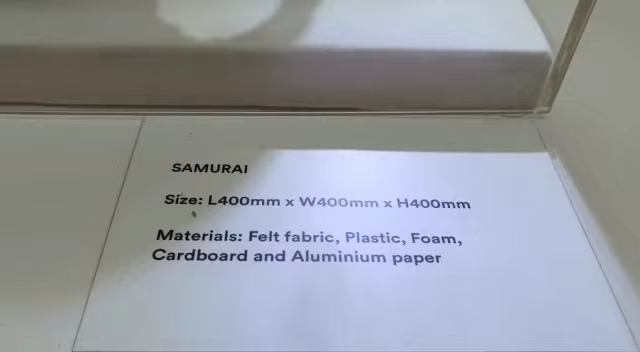 SAMURAI
Size: L400mm x W400mm x H400mm
Materials: Felt fabric, Plastic, Foam,
Cardboard and Aluminium paper